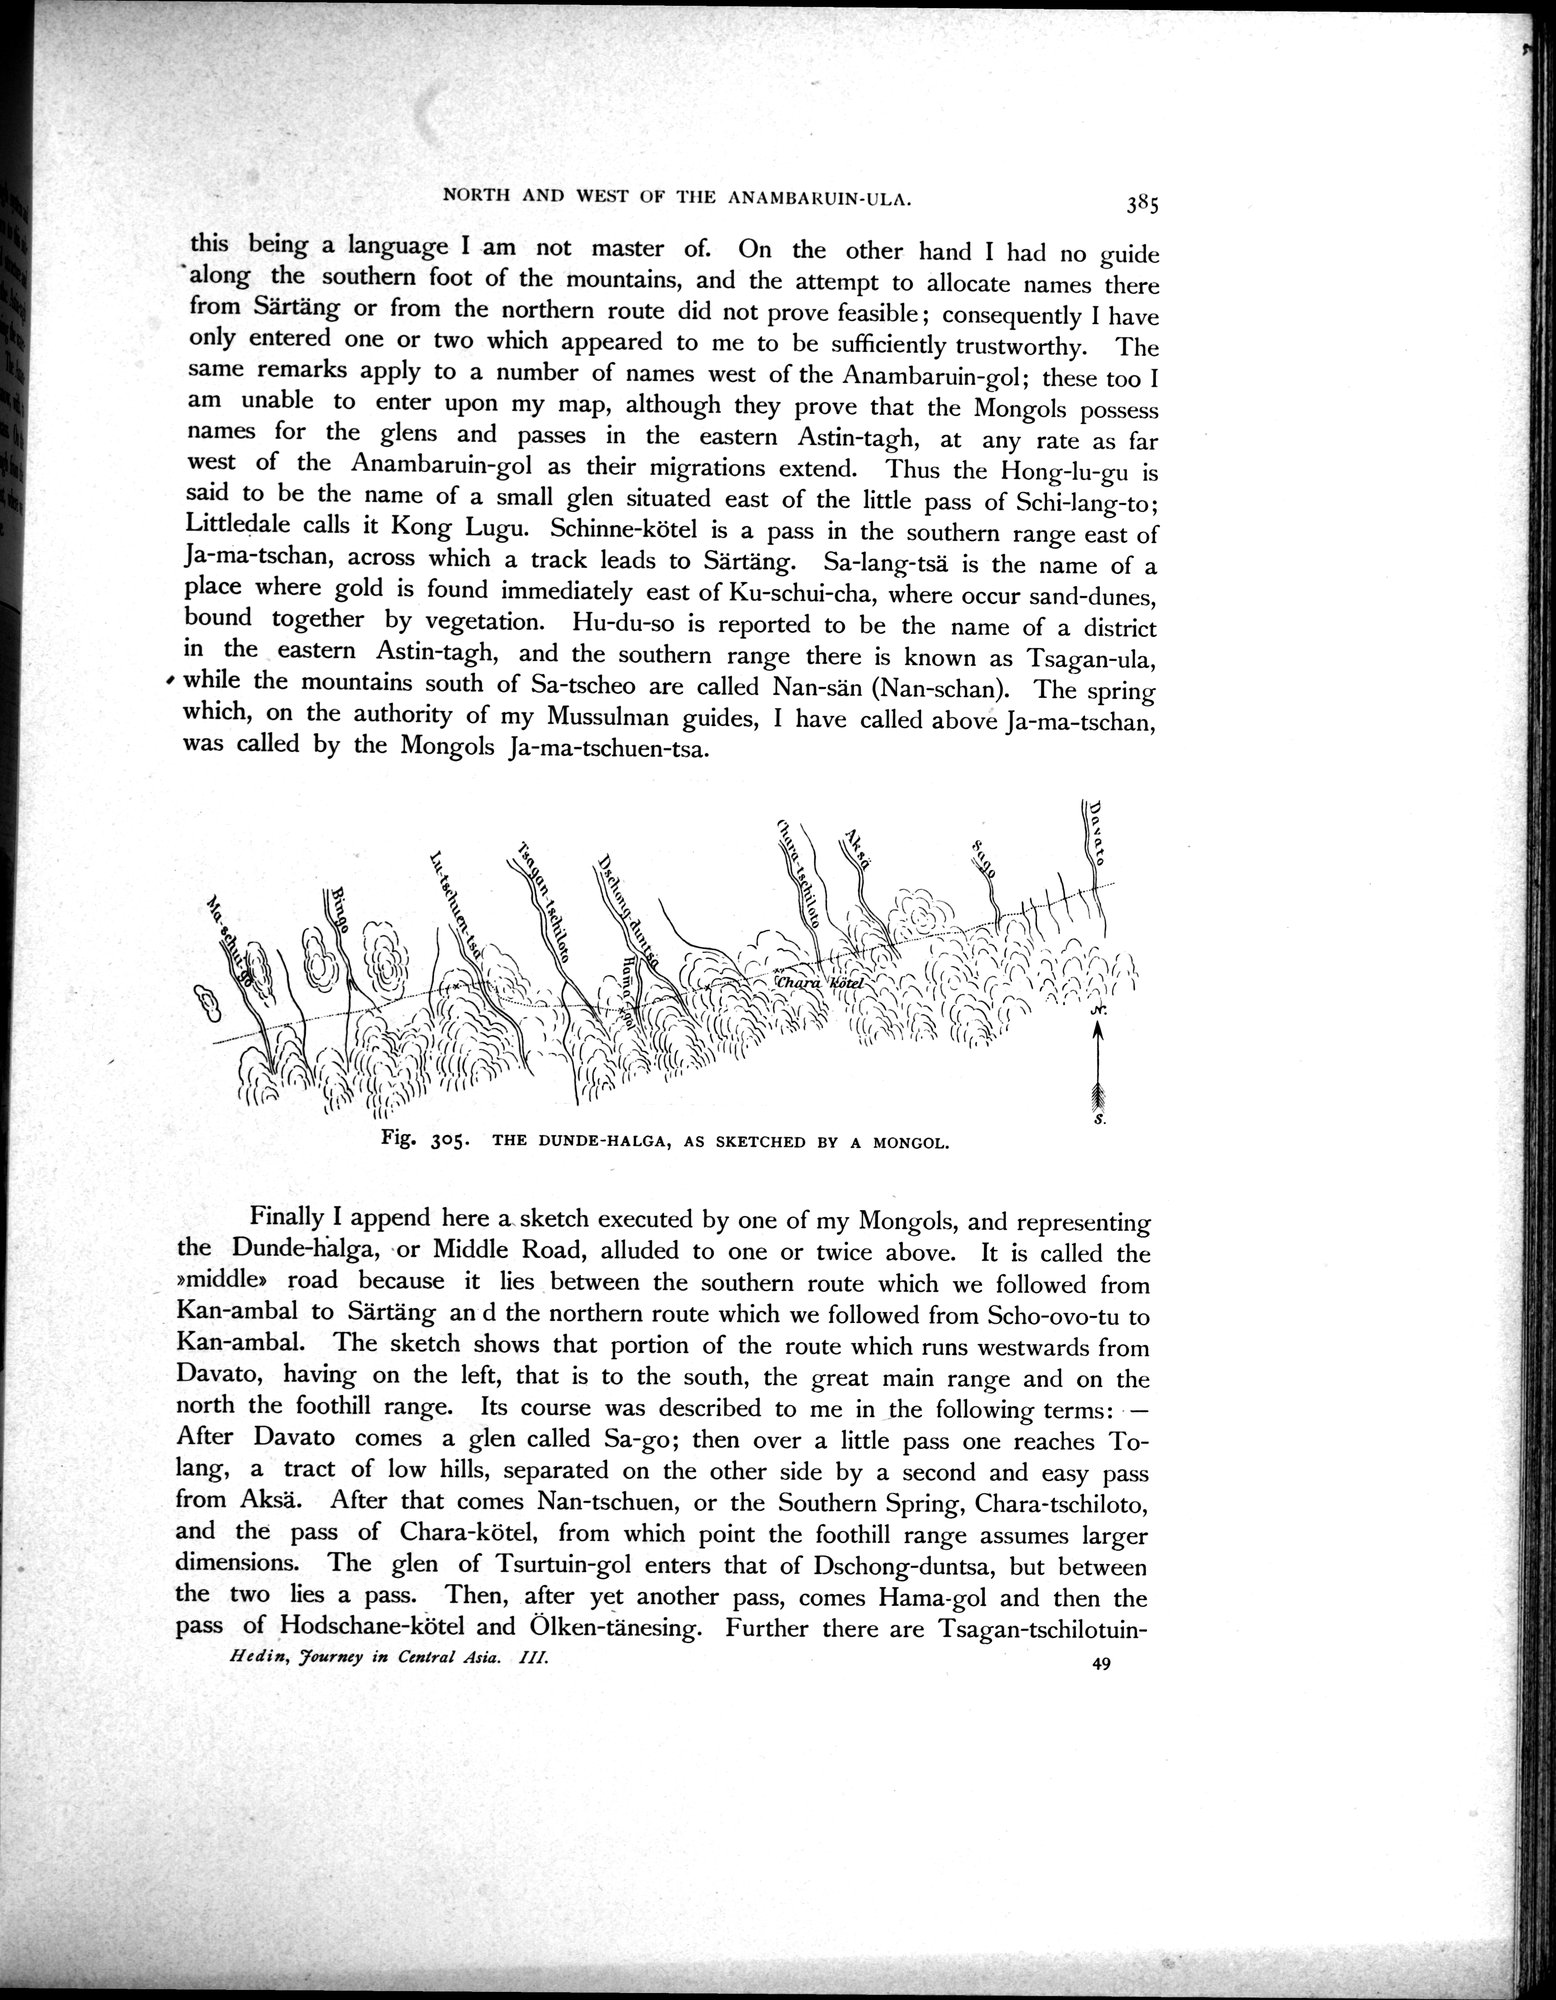 NORTH AND WEST OF THE ANAMBARUIN-ULA.
385
this being a language I am not master of. On the other hand I had no guide
along the southern foot of the mountains, and the attempt to allocate names there
from Särtäng or from the northern route did not prove feasible; consequently I have
only entered one or two which appeared to me to be sufficiently trustworthy. The
same remarks apply to a number of names west of the Anambaruin-gol; these too I
am unable to enter upon my map, although they prove that the Mongols possess
names for the glens and passes in the eastern Astin-tagh, at any rate as far
west of the Anambaruin-gol as their migrations extend. Thus the Hong-lu-gu is
said to be the name of a small glen situated east of the little pass of Schi-lang-to;
Littledale calls it Kong Lugu. Schinne-kötel is a pass in the southern range east of
Ja-ma-tschan, across which a track leads to Särtäng. Sa-lang-tsä is the name of a
place where gold is found immediately east of Ku-schui-cha, where occur sand-dunes,
bound together by vegetation. Hu-du-so is reported to be the name of a district
in the eastern Astin-tagh, and the southern range there is known as Tsagan-ula,
while the mountains south of Sa-tscheo are called Nan-sän (Nan-schan). The spring
which, on the authority of my Mussulman guides, I have called above Ja-ma-tschan,
was called by the Mongols Ja-ma-tschuen-tsa.
Ma-schui-go
Bingo
Lu-tschuen-tsa
Tsagan-tschiloto
Dschong-duntsa
Hama-gol
Chara-tschiloto
Chara kötel
Aksä
Sago
Davato
N.
S.
Fig. 305. THE DUNDE-HALGA, AS SKETCHED BY A MONGOL.
Finally I append here a sketch executed by one of my Mongols, and representing
the Dunde-halga, or Middle Road, alluded to one or twice above. It is called the
»middle» road because it lies between the southern route which we followed from
Kan-ambal to Särtäng an d the northern route which we followed from Scho-ovo-tu to
Kan-ambal. The sketch shows that portion of the route which runs westwards from
Davato, having on the left, that is to the south, the great main range and on the
north the foothill range. Its course was described to me in the following terms: —
After Davato comes a glen called Sa-go; then over a little pass one reaches To-
lang, a tract of low hills, separated on the other side by a second and easy pass
from Aksä. After that comes Nan-tschuen, or the Southern Spring, Chara-tschiloto,
and the pass of Chara-kötel, from which point the foothill range assumes larger
dimensions. The glen of Tsurtuin-gol enters that of Dschong-duntsa, but between
the two lies a pass. Then, after yet another pass, comes Hama-gol and then the
pass of Hodschane-kötel and Ölken-tänesing. Further there are Tsagan-tschilotuin-
Hedin, Journey in Central Asia. III.
49